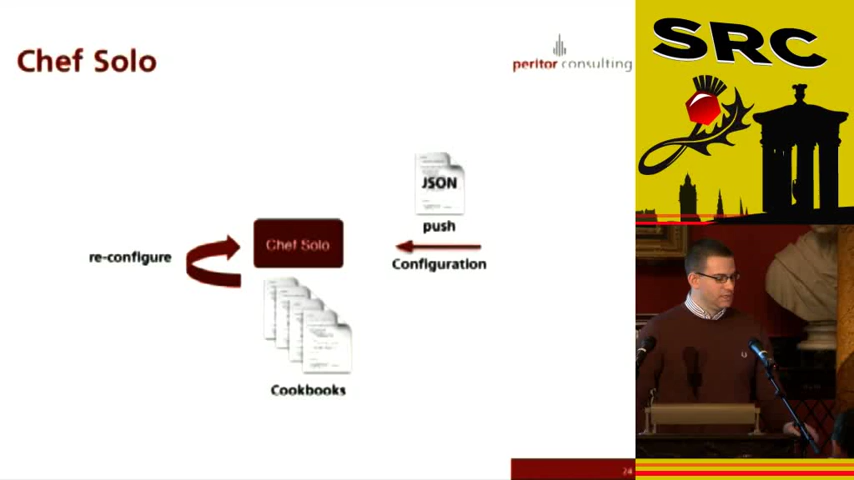 Chef Solo
peritor consulting
JSON
push
Configuration
re-configure
Chef Solo
Cookbooks
24
SRC